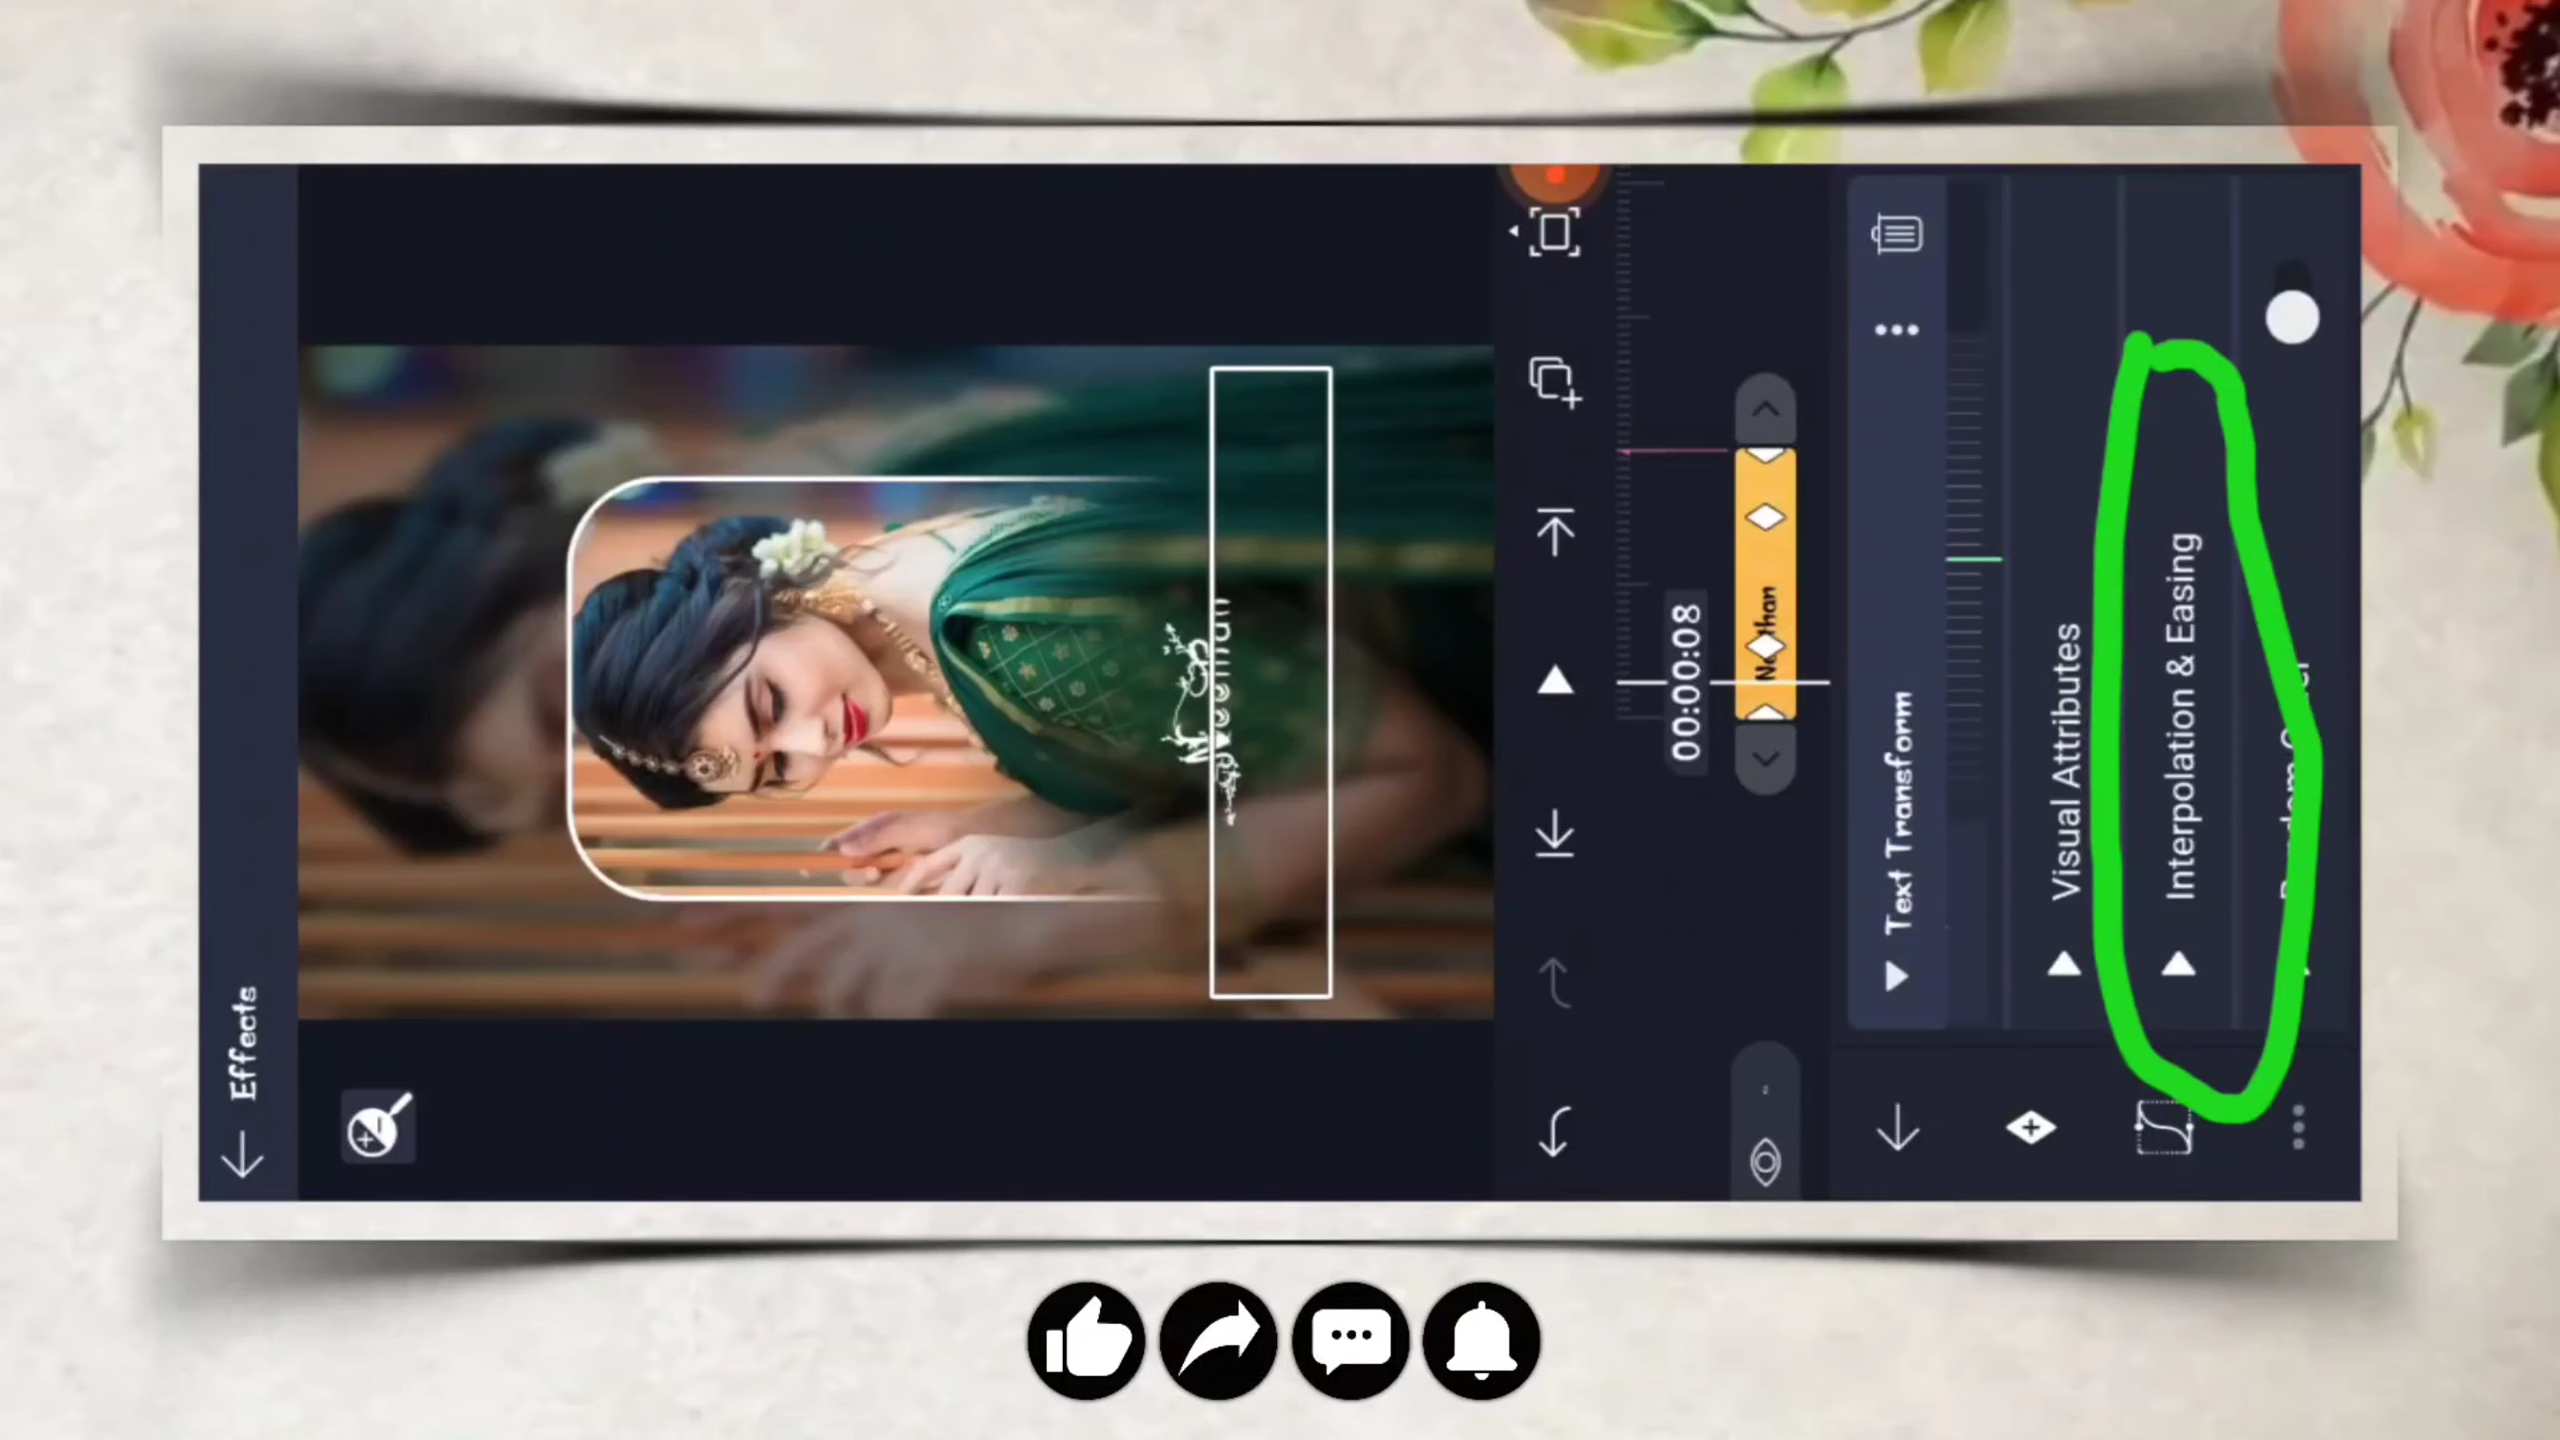 Effects
00:00:08
Text Transform
Visual Attributes
Interpolation & Easing